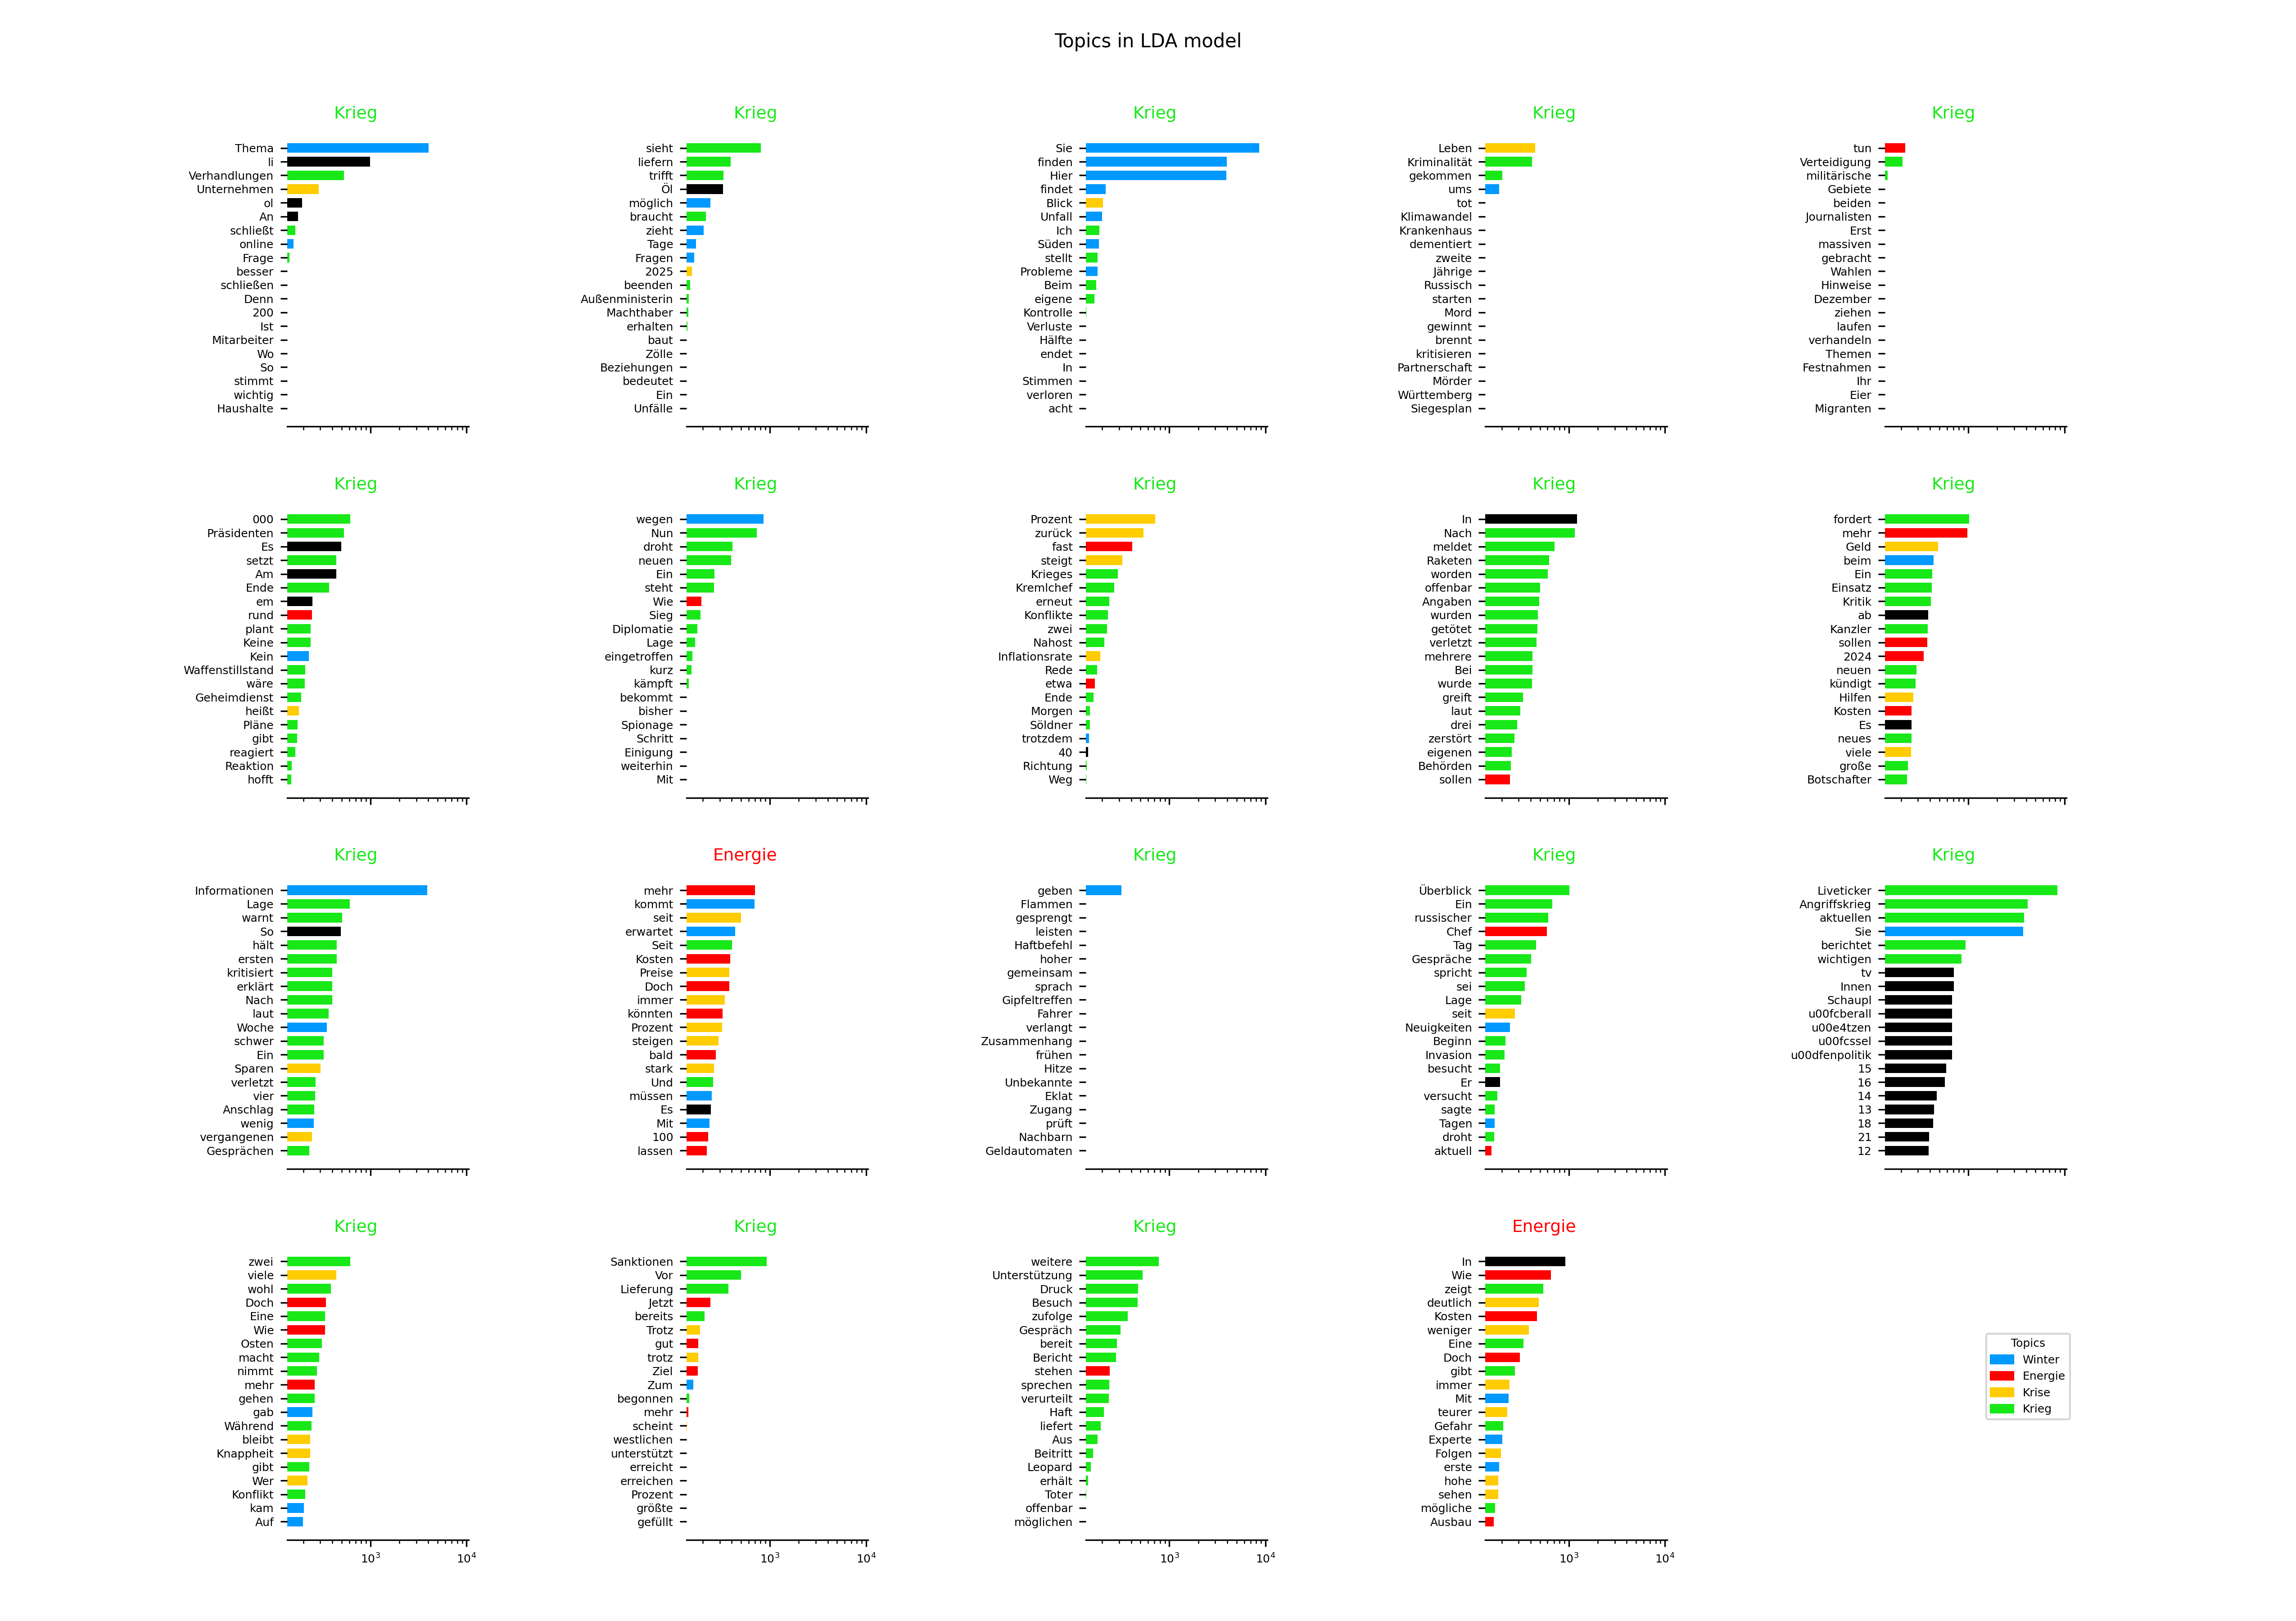 Topics in LDA model
Krieg
Thema
li
Verhandlungen
Unternehmen
ol
An
schließt
online
Frage
besser
schließen
Denn
200
Ist
Mitarbeiter
Wo
So
stimmt
wichtig
Haushalte
Krieg
sieht
liefern
trifft
Öl
möglich
braucht
zieht
Tage
Fragen
2025
beenden
Außenministerin
Machthaber
erhalten
baut
Zölle
Beziehungen
bedeutet
Ein
Unfälle
Krieg
Sie
finden
Hier
findet
Blick
Unfall
Ich
Süden
stellt
Probleme
Beim
eigene
Kontrolle
Verluste
Hälfte
endet
In
Stimmen
verloren
acht
Krieg
Leben
Kriminalität
gekommen
ums
tot
Klimawandel
Krankenhaus
dementiert
zweite
Jährige
Russisch
starten
Mord
gewinnt
brennt
kritisieren
Partnerschaft
Mörder
Württemberg
Siegesplan
Krieg
tun
Verteidigung
militärische
Gebiete
beiden
Journalisten
Erst
massiven
gebracht
Wahlen
Hinweise
Dezember
ziehen
laufen
verhandeln
Themen
Festnahmen
Ihr
Eier
Migranten
Krieg
000
Präsidenten
Es
setzt
Am
Ende
em
rund
plant
Keine
Kein
Waffenstillstand
wäre
Geheimdienst
heißt
Pläne
gibt
reagiert
Reaktion
hofft
Krieg
wegen
Nun
droht
neuen
Ein
steht
Wie
Sieg
Diplomatie
Lage
eingetroffen
kurz
kämpft
bekommt
bisher
Spionage
Schritt
Einigung
weiterhin
Mit
Krieg
Prozent
zurück
fast
steigt
Krieges
Kremlchef
erneut
Konflikte
zwei
Nahost
Inflationsrate
Rede
etwa
Ende
Morgen
Söldner
trotzdem
40
Richtung
Weg
Krieg
In
Nach
meldet
Raketen
worden
offenbar
Angaben
wurden
getötet
verletzt
mehrere
Bei
wurde
greift
laut
drei
zerstört
eigenen
Behörden
sollen
Krieg
fordert
mehr
Geld
beim
Ein
Einsatz
Kritik
ab
Kanzler
sollen
2024
neuen
kündigt
Hilfen
Kosten
Es
neues
viele
große
Botschafter
Krieg
Informationen
Lage
warnt
So
hält
ersten
kritisiert
erklärt
Nach
laut
Woche
schwer
Ein
Sparen
verletzt
vier
Anschlag
wenig
vergangenen
Gesprächen
Energie
mehr
kommt
seit
erwartet
Seit
Kosten
Preise
Doch
immer
könnten
Prozent
steigen
bald
stark
Und
müssen
Es
Mit
100
lassen
Krieg
geben
Flammen
gesprengt
leisten
Haftbefehl
hoher
gemeinsam
sprach
Gipfeltreffen
Fahrer
verlangt
Zusammenhang
frühen
Hitze
Unbekannte
Eklat
Zugang
prüft
Nachbarn
Geldautomaten
Krieg
Überblick
Ein
russischer
Chef
Tag
Gespräche
spricht
sei
Lage
seit
Neuigkeiten
Beginn
Invasion
besucht
Er
versucht
sagte
Tagen
droht
aktuell
Krieg
Liveticker
Angriffskrieg
aktuellen
Sie
berichtet
wichtigen
tv
Innen
Schaupl
u00fcberall
u00e4tzen
u00fcssel
u00dfenpolitik
15
16
14
13
18
21
12
Krieg
zwei
viele
wohl
Doch
Eine
Wie
Osten
macht
nimmt
mehr
gehen
gab
Während
bleibt
Knappheit
gibt
Wer
Konflikt
kam
Auf
10³ 10⁴
Krieg
Sanktionen
Vor
Lieferung
Jetzt
bereits
Trotz
gut
trotz
Ziel
Zum
begonnen
mehr
scheint
westlichen
unterstützt
erreicht
erreichen
Prozent
größte
gefüllt
10³ 10⁴
Krieg
weitere
Unterstützung
Druck
Besuch
zufolge
Gespräch
bereit
Bericht
stehen
sprechen
verurteilt
Haft
liefert
Aus
Beitritt
Leopard
erhält
Toter
offenbar
möglichen
10³ 10⁴
Energie
In
Wie
zeigt
deutlich
Kosten
weniger
Eine
Doch
gibt
immer
Mit
teurer
Gefahr
Experte
Folgen
erste
hohe
sehen
mögliche
Ausbau
10³ 10⁴
Topics
Winter
Energie
Krise
Krieg